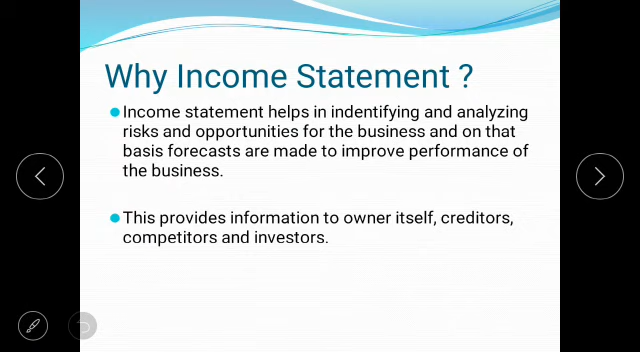 Why Income Statement ?
Income statement helps in indentifying and analyzing
risks and opportunities for the business and on that
basis forecasts are made to improve performance of
the business.
This provides information to owner itself, creditors,
competitors and investors.